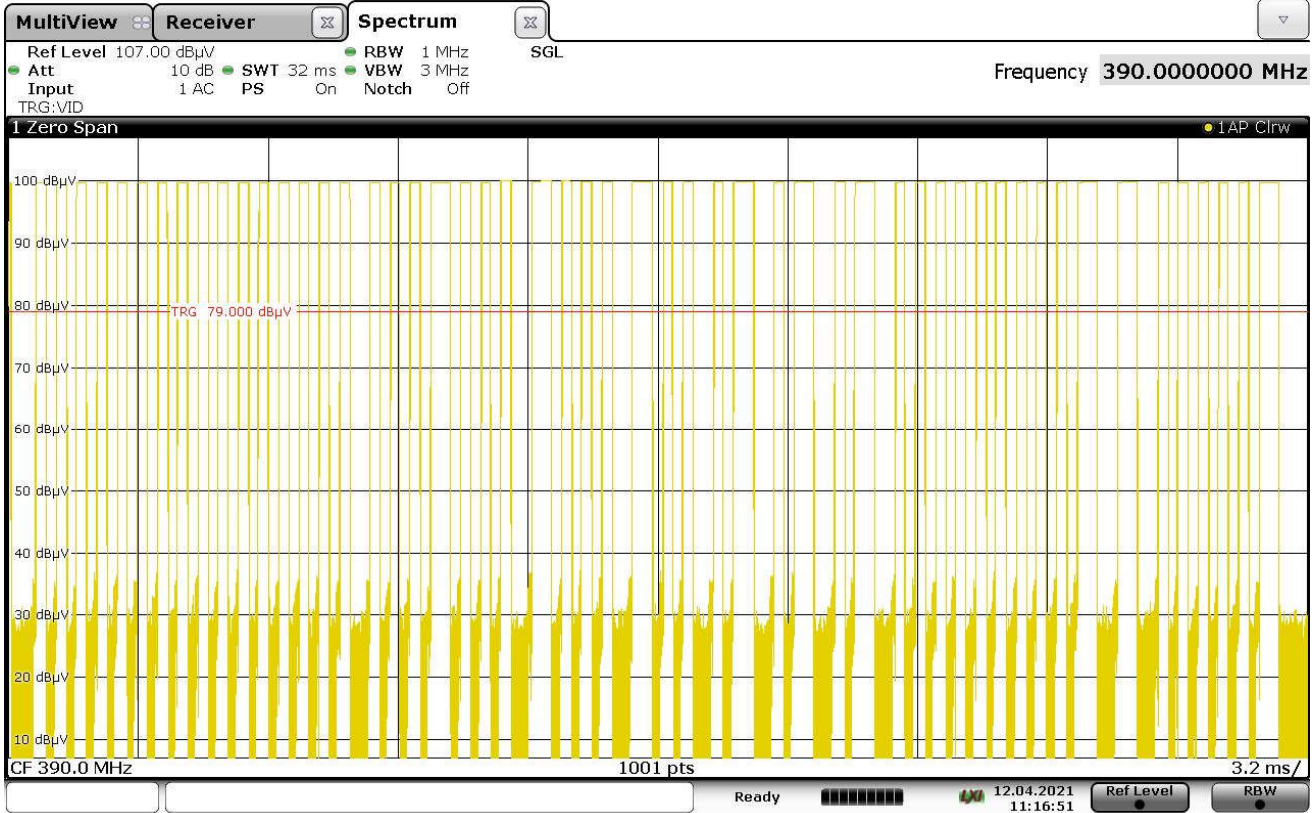 MultiView Receiver Spectrum
Ref Level 107.00 dBµV RBW 1 MHz SGL
Att 10 dB SWT 32 ms VBW 3 MHz Frequency 390.0000000 MHz
Input 1 AC PS On Notch Off
TRG:VID
1 Zero Span 1AP Clrw
100 dBµV
90 dBµV
80 dBµV
TRG 79.000 dBµV
70 dBµV
60 dBµV
50 dBµV
40 dBµV
30 dBµV
20 dBµV
10 dBµV
CF 390.0 MHz 1001 pts 3.2 ms/
Ready LXI 12.04.2021 Ref Level RBW
11:16:51